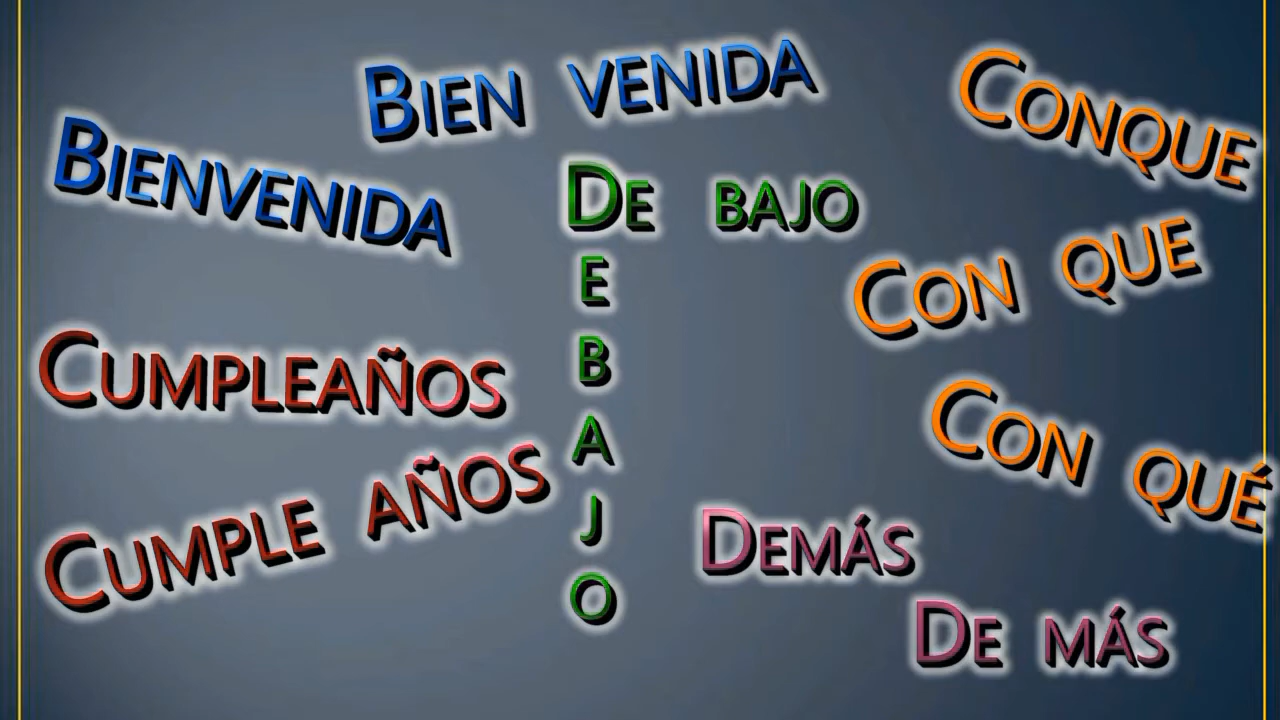 Bien venida
Conque
Bienvenida
De bajo
Debajo
Con que
Cumpleaños
Con qué
Cumple años
Demás
De más